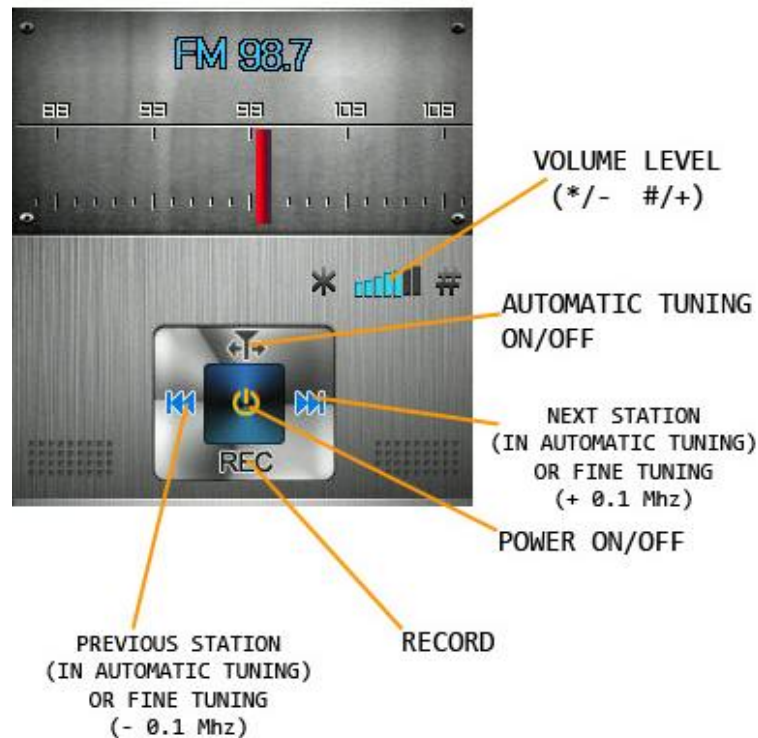 FM 98.7
88 93 98 103 108
VOLUME LEVEL
(*/- #/+)
* #
AUTOMATIC TUNING
ON/OFF
NEXT STATION
(IN AUTOMATIC TUNING)
OR FINE TUNING
(+ 0.1 Mhz)
REC
POWER ON/OFF
RECORD
PREVIOUS STATION
(IN AUTOMATIC TUNING)
OR FINE TUNING
(- 0.1 Mhz)